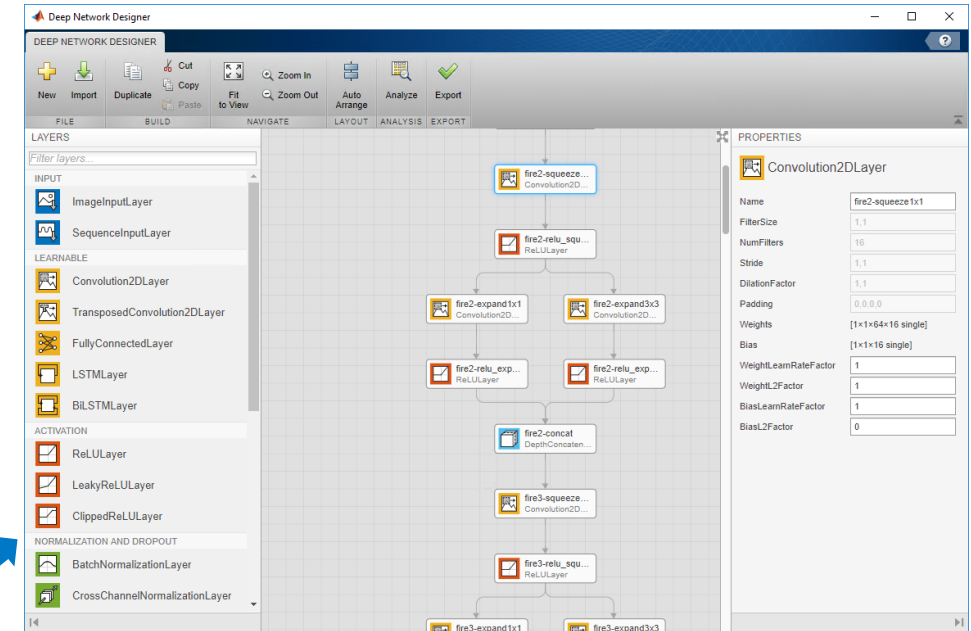 Deep Network Designer
DEEP NETWORK DESIGNER
?
New
Import
Duplicate
Cut
Copy
Paste
Fit
to View
Zoom In
Zoom Out
Auto
Arrange
Analyze
Export
FILE
BUILD
NAVIGATE
LAYOUT
ANALYSIS
EXPORT
LAYERS
Filter layers...
INPUT
ImageInputLayer
SequenceInputLayer
LEARNABLE
Convolution2DLayer
TransposedConvolution2DLayer
FullyConnectedLayer
LSTMLayer
BiLSTMLayer
ACTIVATION
ReLULayer
LeakyReLULayer
ClippedReLULayer
NORMALIZATION AND DROPOUT
BatchNormalizationLayer
CrossChannelNormalizationLayer
fire2-squeeze...
Convolution2D...
fire2-relu_squ...
ReLULayer
fire2-expand1x1
Convolution2D...
fire2-expand3x3
Convolution2D...
fire2-relu_exp...
ReLULayer
fire2-relu_exp...
ReLULayer
fire2-concat
DepthConcaten...
fire3-squeeze...
Convolution2D...
fire3-relu_squ...
ReLULayer
fire3-expand1x1
fire3-expand3x3
PROPERTIES
Convolution2DLayer
Name fire2-squeeze1x1
FilterSize 1,1
NumFilters 16
Stride 1,1
DilationFactor 1,1
Padding 0,0,0,0
Weights [1×1×64×16 single]
Bias [1×1×16 single]
WeightLearnRateFactor 1
WeightL2Factor 1
BiasLearnRateFactor 1
BiasL2Factor 0